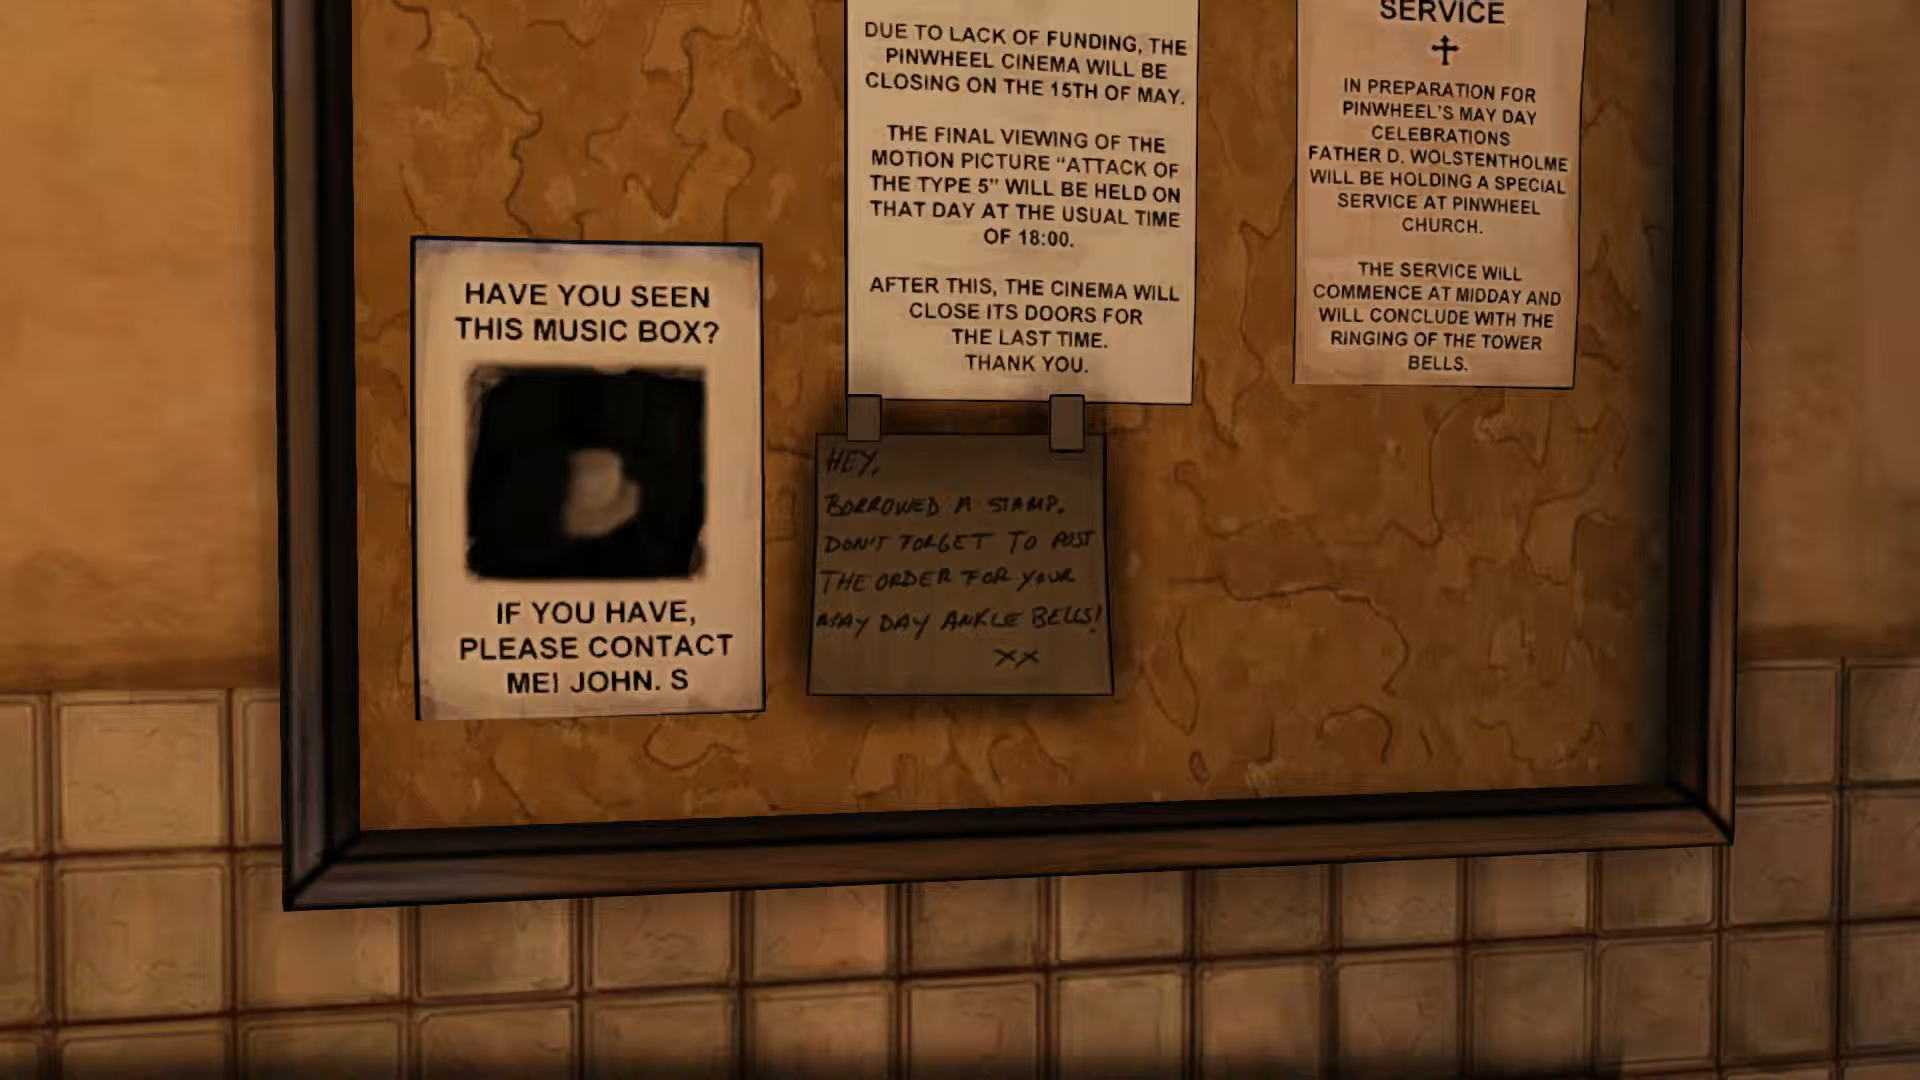 HAVE YOU SEEN
THIS MUSIC BOX?
IF YOU HAVE,
PLEASE CONTACT
ME! JOHN. S
DUE TO LACK OF FUNDING, THE
PINWHEEL CINEMA WILL BE
CLOSING ON THE 15TH OF MAY.
THE FINAL VIEWING OF THE
MOTION PICTURE “ATTACK OF
THE TYPE 5” WILL BE HELD ON
THAT DAY AT THE USUAL TIME
OF 18:00.
AFTER THIS, THE CINEMA WILL
CLOSE ITS DOORS FOR
THE LAST TIME.
THANK YOU.
HEY,
BORROWED A STAMP.
DON'T FORGET TO POST
THE ORDER FOR YOUR
MAY DAY ANKLE BELLS!
XX
SERVICE
IN PREPARATION FOR
PINWHEEL'S MAY DAY
CELEBRATIONS
FATHER D. WOLSTENTHOLME
WILL BE HOLDING A SPECIAL
SERVICE AT PINWHEEL
CHURCH.
THE SERVICE WILL
COMMENCE AT MIDDAY AND
WILL CONCLUDE WITH THE
RINGING OF THE TOWER
BELLS.